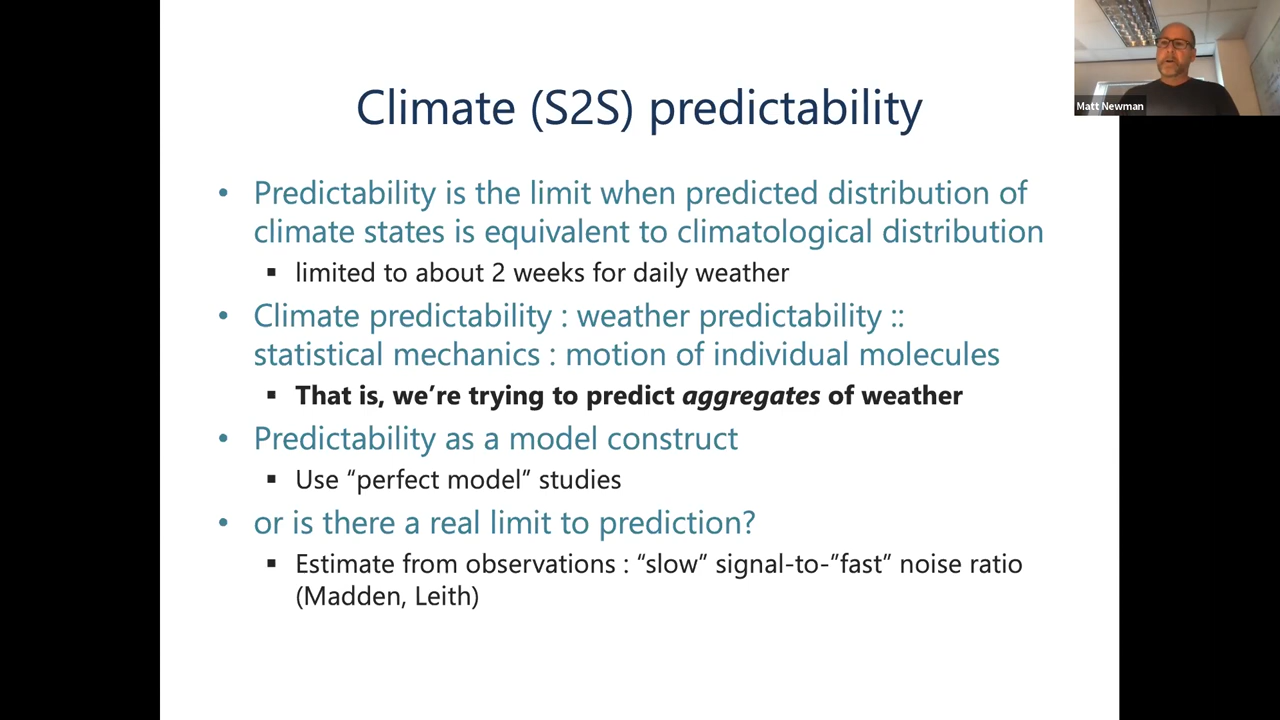 Climate (S2S) predictability
Matt Newman
• Predictability is the limit when predicted distribution of
climate states is equivalent to climatological distribution
▪ limited to about 2 weeks for daily weather
• Climate predictability : weather predictability ::
statistical mechanics : motion of individual molecules
▪ That is, we’re trying to predict aggregates of weather
• Predictability as a model construct
▪ Use “perfect model” studies
• or is there a real limit to prediction?
▪ Estimate from observations : “slow” signal-to-”fast” noise ratio
(Madden, Leith)